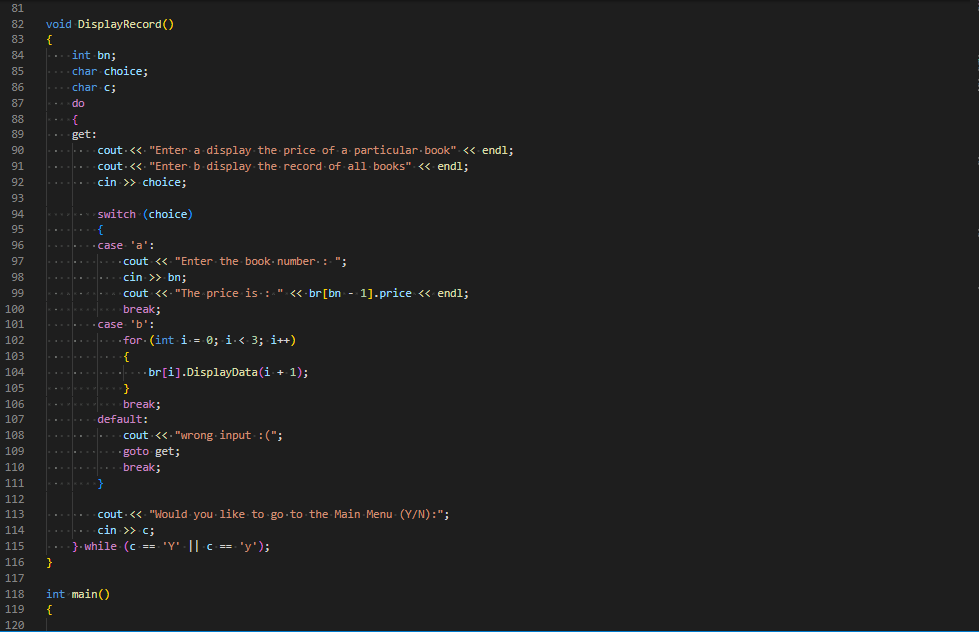 81
82 void DisplayRecord()
83 {
84     int bn;
85     char choice;
86     char c;
87     do
88     {
89     get:
90         cout << "Enter a display the price of a particular book" << endl;
91         cout << "Enter b display the record of all books" << endl;
92         cin >> choice;
93
94         switch (choice)
95         {
96         case 'a':
97             cout << "Enter the book number : ";
98             cin >> bn;
99             cout << "The price is : " << br[bn - 1].price << endl;
100             break;
101         case 'b':
102             for (int i = 0; i < 3; i++)
103             {
104                 br[i].DisplayData(i + 1);
105             }
106             break;
107         default:
108             cout << "wrong input :(";
109             goto get;
110             break;
111         }
112
113         cout << "Would you like to go to the Main Menu (Y/N):";
114         cin >> c;
115     } while (c == 'Y' || c == 'y');
116 }
117
118 int main()
119 {
120